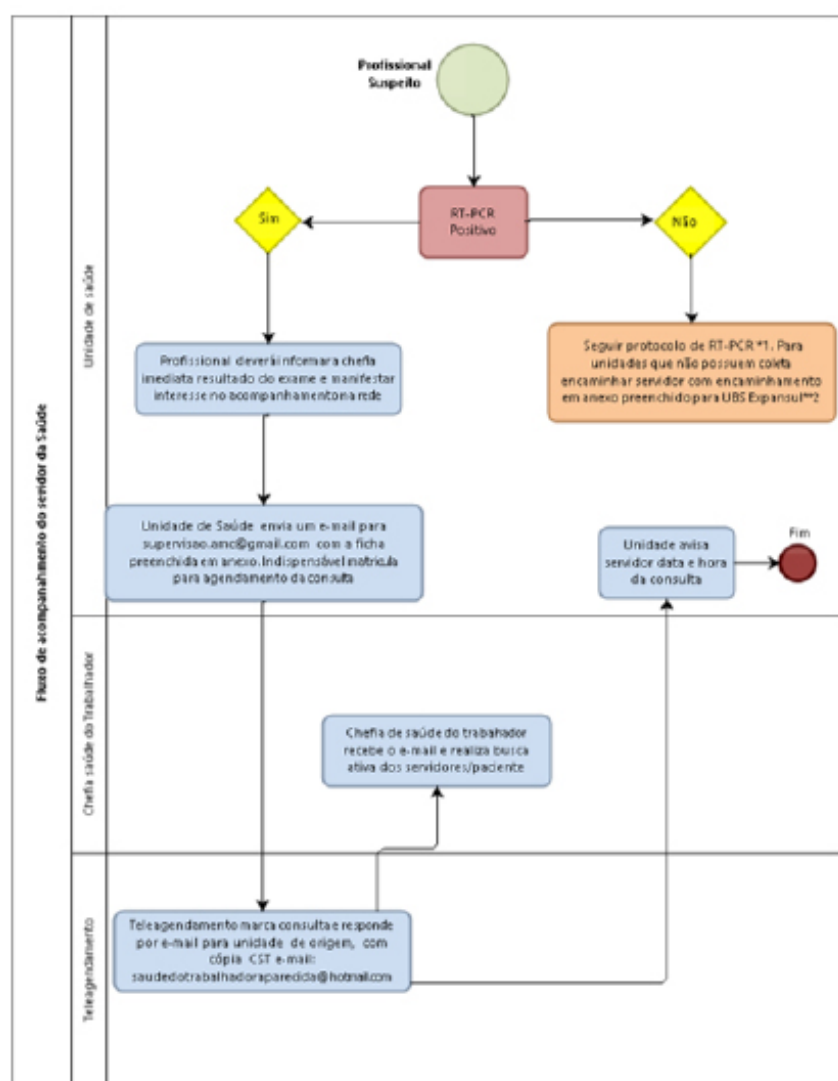 Profissional
Suspeito
Sim
RT-PCR
Positivo
Não
Profissional deverá informar a chefia
imediata resultado do exame e manifestar
interesse no acompanhamento na rede
Seguir protocolo de RT-PCR *1. Para
unidades que não possuem coleta
encaminhar servidor com encaminhamento
em anexo preenchido para UBS Expansul**2
Unidade de Saúde envia um e-mail para
supervisao.amc@gmail.com com a ficha
preenchida em anexo. Indispensável matricula
para agendamento da consulta
Unidade avisa
servidor data e hora
da consulta
Fim
Chefia de saúde do trabahador
recebe o e-mail e realiza busca
ativa dos servidores/paciente
Teleagendamento marca consulta e responde
por e-mail para unidade de origem, com
cópia CST e-mail:
saudedotrabalhadoraparecida@hotmail.com
Fluxo de acompanahmento do servidor da Saúde
Unidade de saúde
Chefia saúde do Trabalhador
Teleagendamento